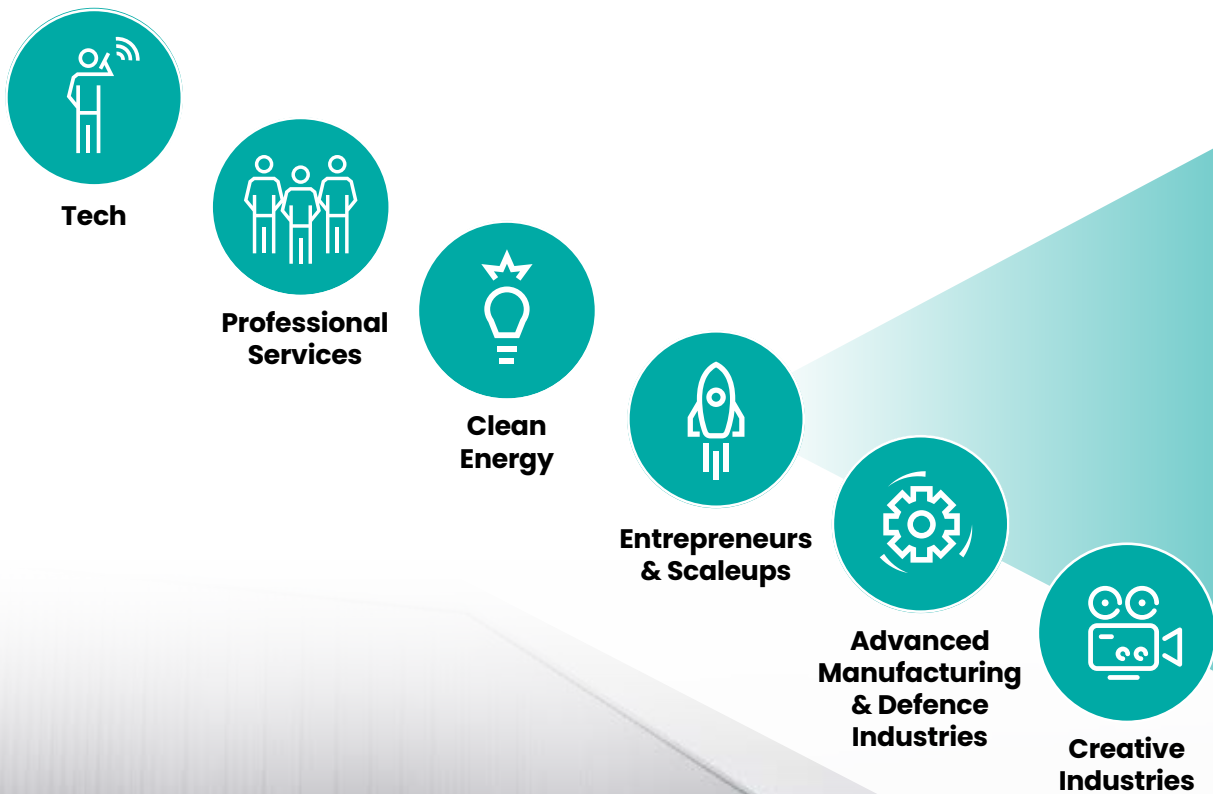 Tech
Professional
Services
Clean
Energy
Entrepreneurs
& Scaleups
Advanced
Manufacturing
& Defence
Industries
Creative
Industries